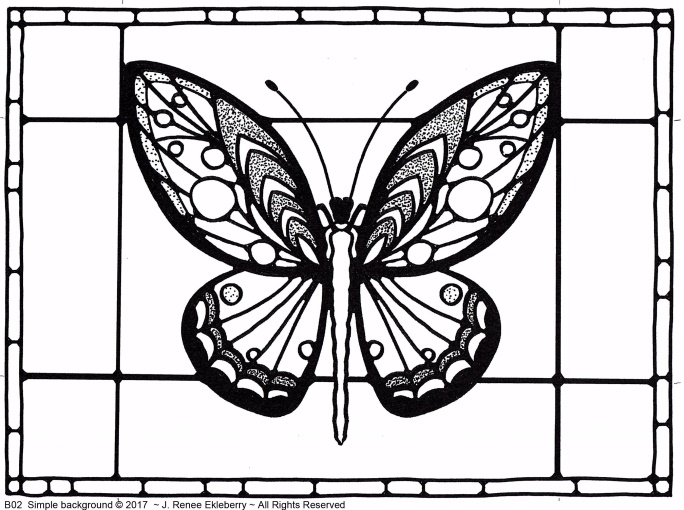 B02  Simple background © 2017  ~ J. Renee Ekleberry ~ All Rights Reserved